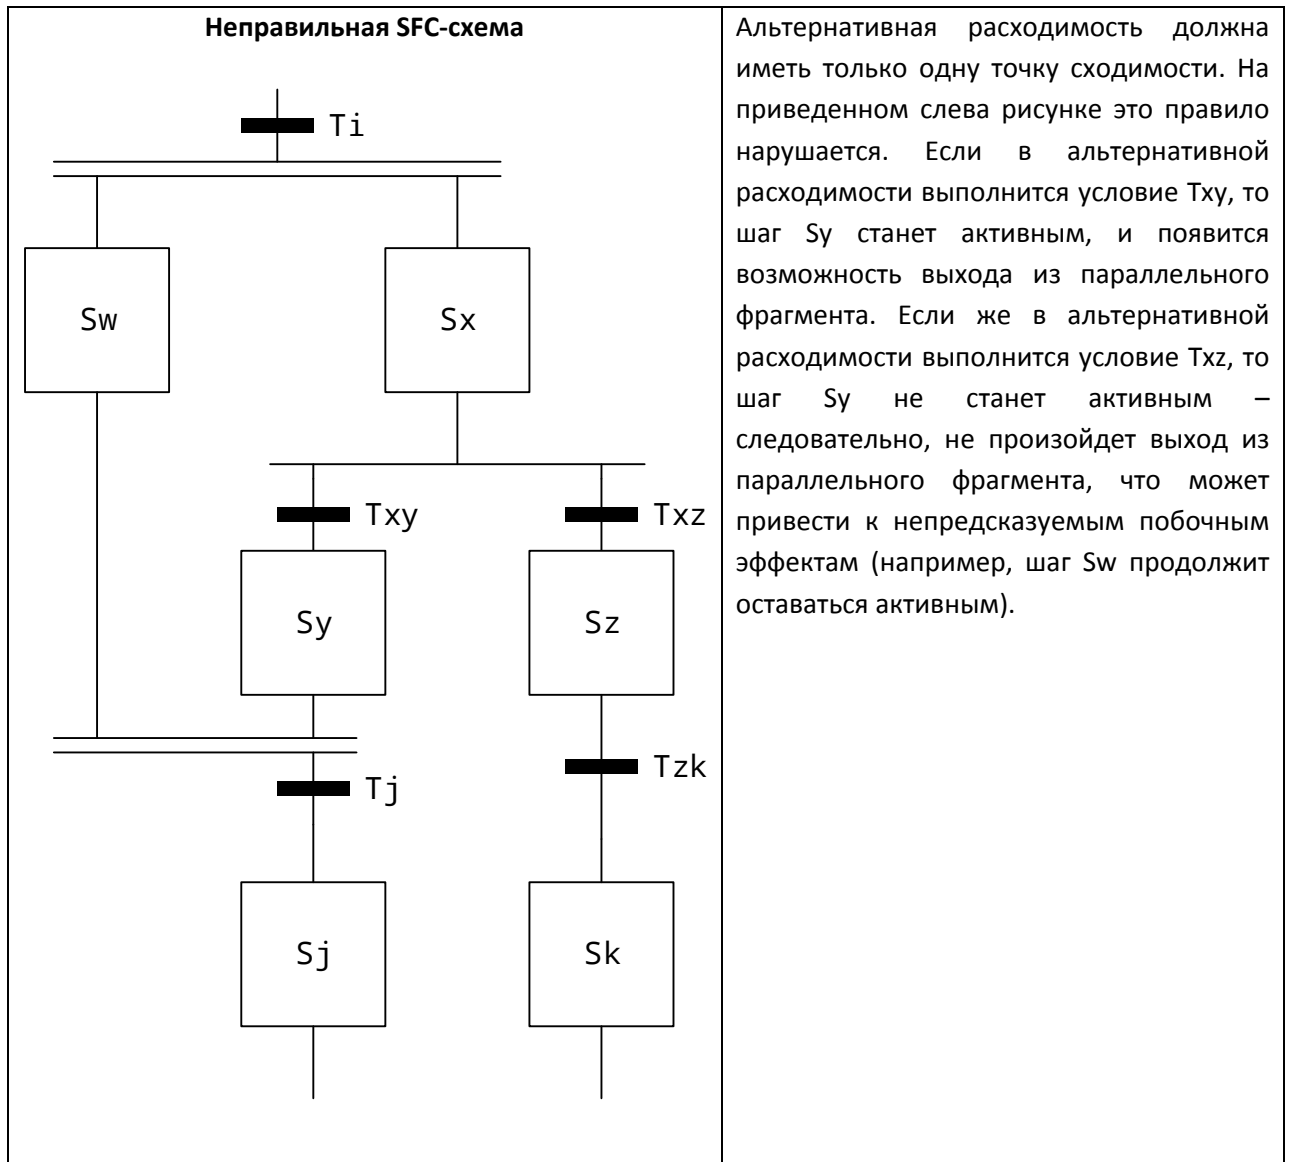 Неправильная SFC-схема
Ti
Sw
Sx
Txy
Txz
Sy
Sz
Tzk
Tj
Sj
Sk
Альтернативная расходимость должна
иметь только одну точку сходимости. На
приведенном слева рисунке это правило
нарушается. Если в альтернативной
расходимости выполнится условие Txy, то
шаг Sy станет активным, и появится
возможность выхода из параллельного
фрагмента. Если же в альтернативной
расходимости выполнится условие Txz, то
шаг Sy не станет активным –
следовательно, не произойдет выход из
параллельного фрагмента, что может
привести к непредсказуемым побочным
эффектам (например, шаг Sw продолжит
оставаться активным).